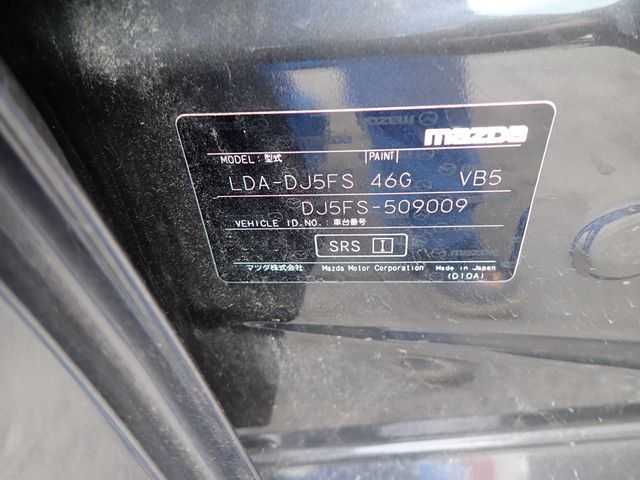 mazda
MODEL: 型式 PAINT
LDA-DJ5FS 46G VB5
DJ5FS-509009
VEHICLE ID.NO.: 車台番号
SRS I
マツダ株式会社 Mazda Motor Corporation Made in Japan
(D10A)